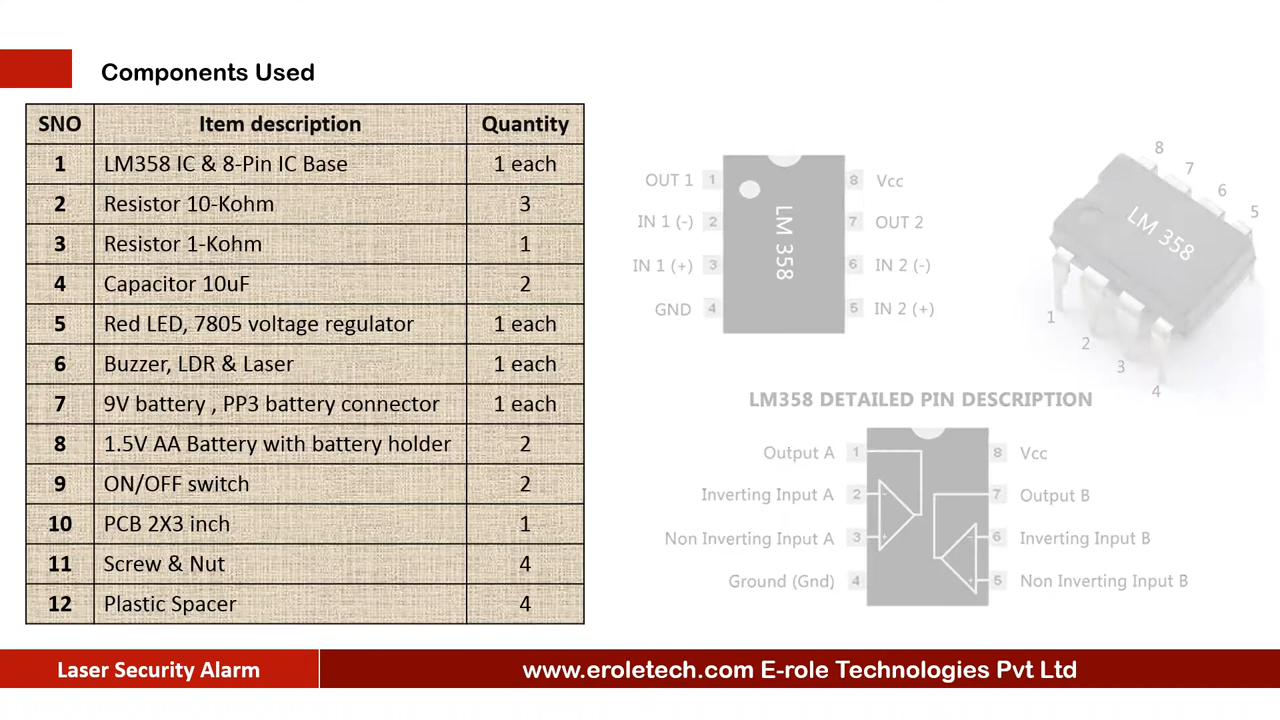 Components Used
SNO Item description Quantity
1 LM358 IC & 8-Pin IC Base 1 each
2 Resistor 10-Kohm 3
3 Resistor 1-Kohm 1
4 Capacitor 10uF 2
5 Red LED, 7805 voltage regulator 1 each
6 Buzzer, LDR & Laser 1 each
7 9V battery , PP3 battery connector 1 each
8 1.5V AA Battery with battery holder 2
9 ON/OFF switch 2
10 PCB 2X3 inch 1
11 Screw & Nut 4
12 Plastic Spacer 4
OUT 1 1 8 Vcc
IN 1 (-) 2 7 OUT 2
IN 1 (+) 3 6 IN 2 (-)
GND 4 5 IN 2 (+)
LM 358
8
7
6
5
LM 358
1
2
3
4
LM358 DETAILED PIN DESCRIPTION
Output A 1 8 Vcc
Inverting Input A 2 7 Output B
Non Inverting Input A 3 6 Inverting Input B
Ground (Gnd) 4 5 Non Inverting Input B
Laser Security Alarm
www.eroletech.com E-role Technologies Pvt Ltd